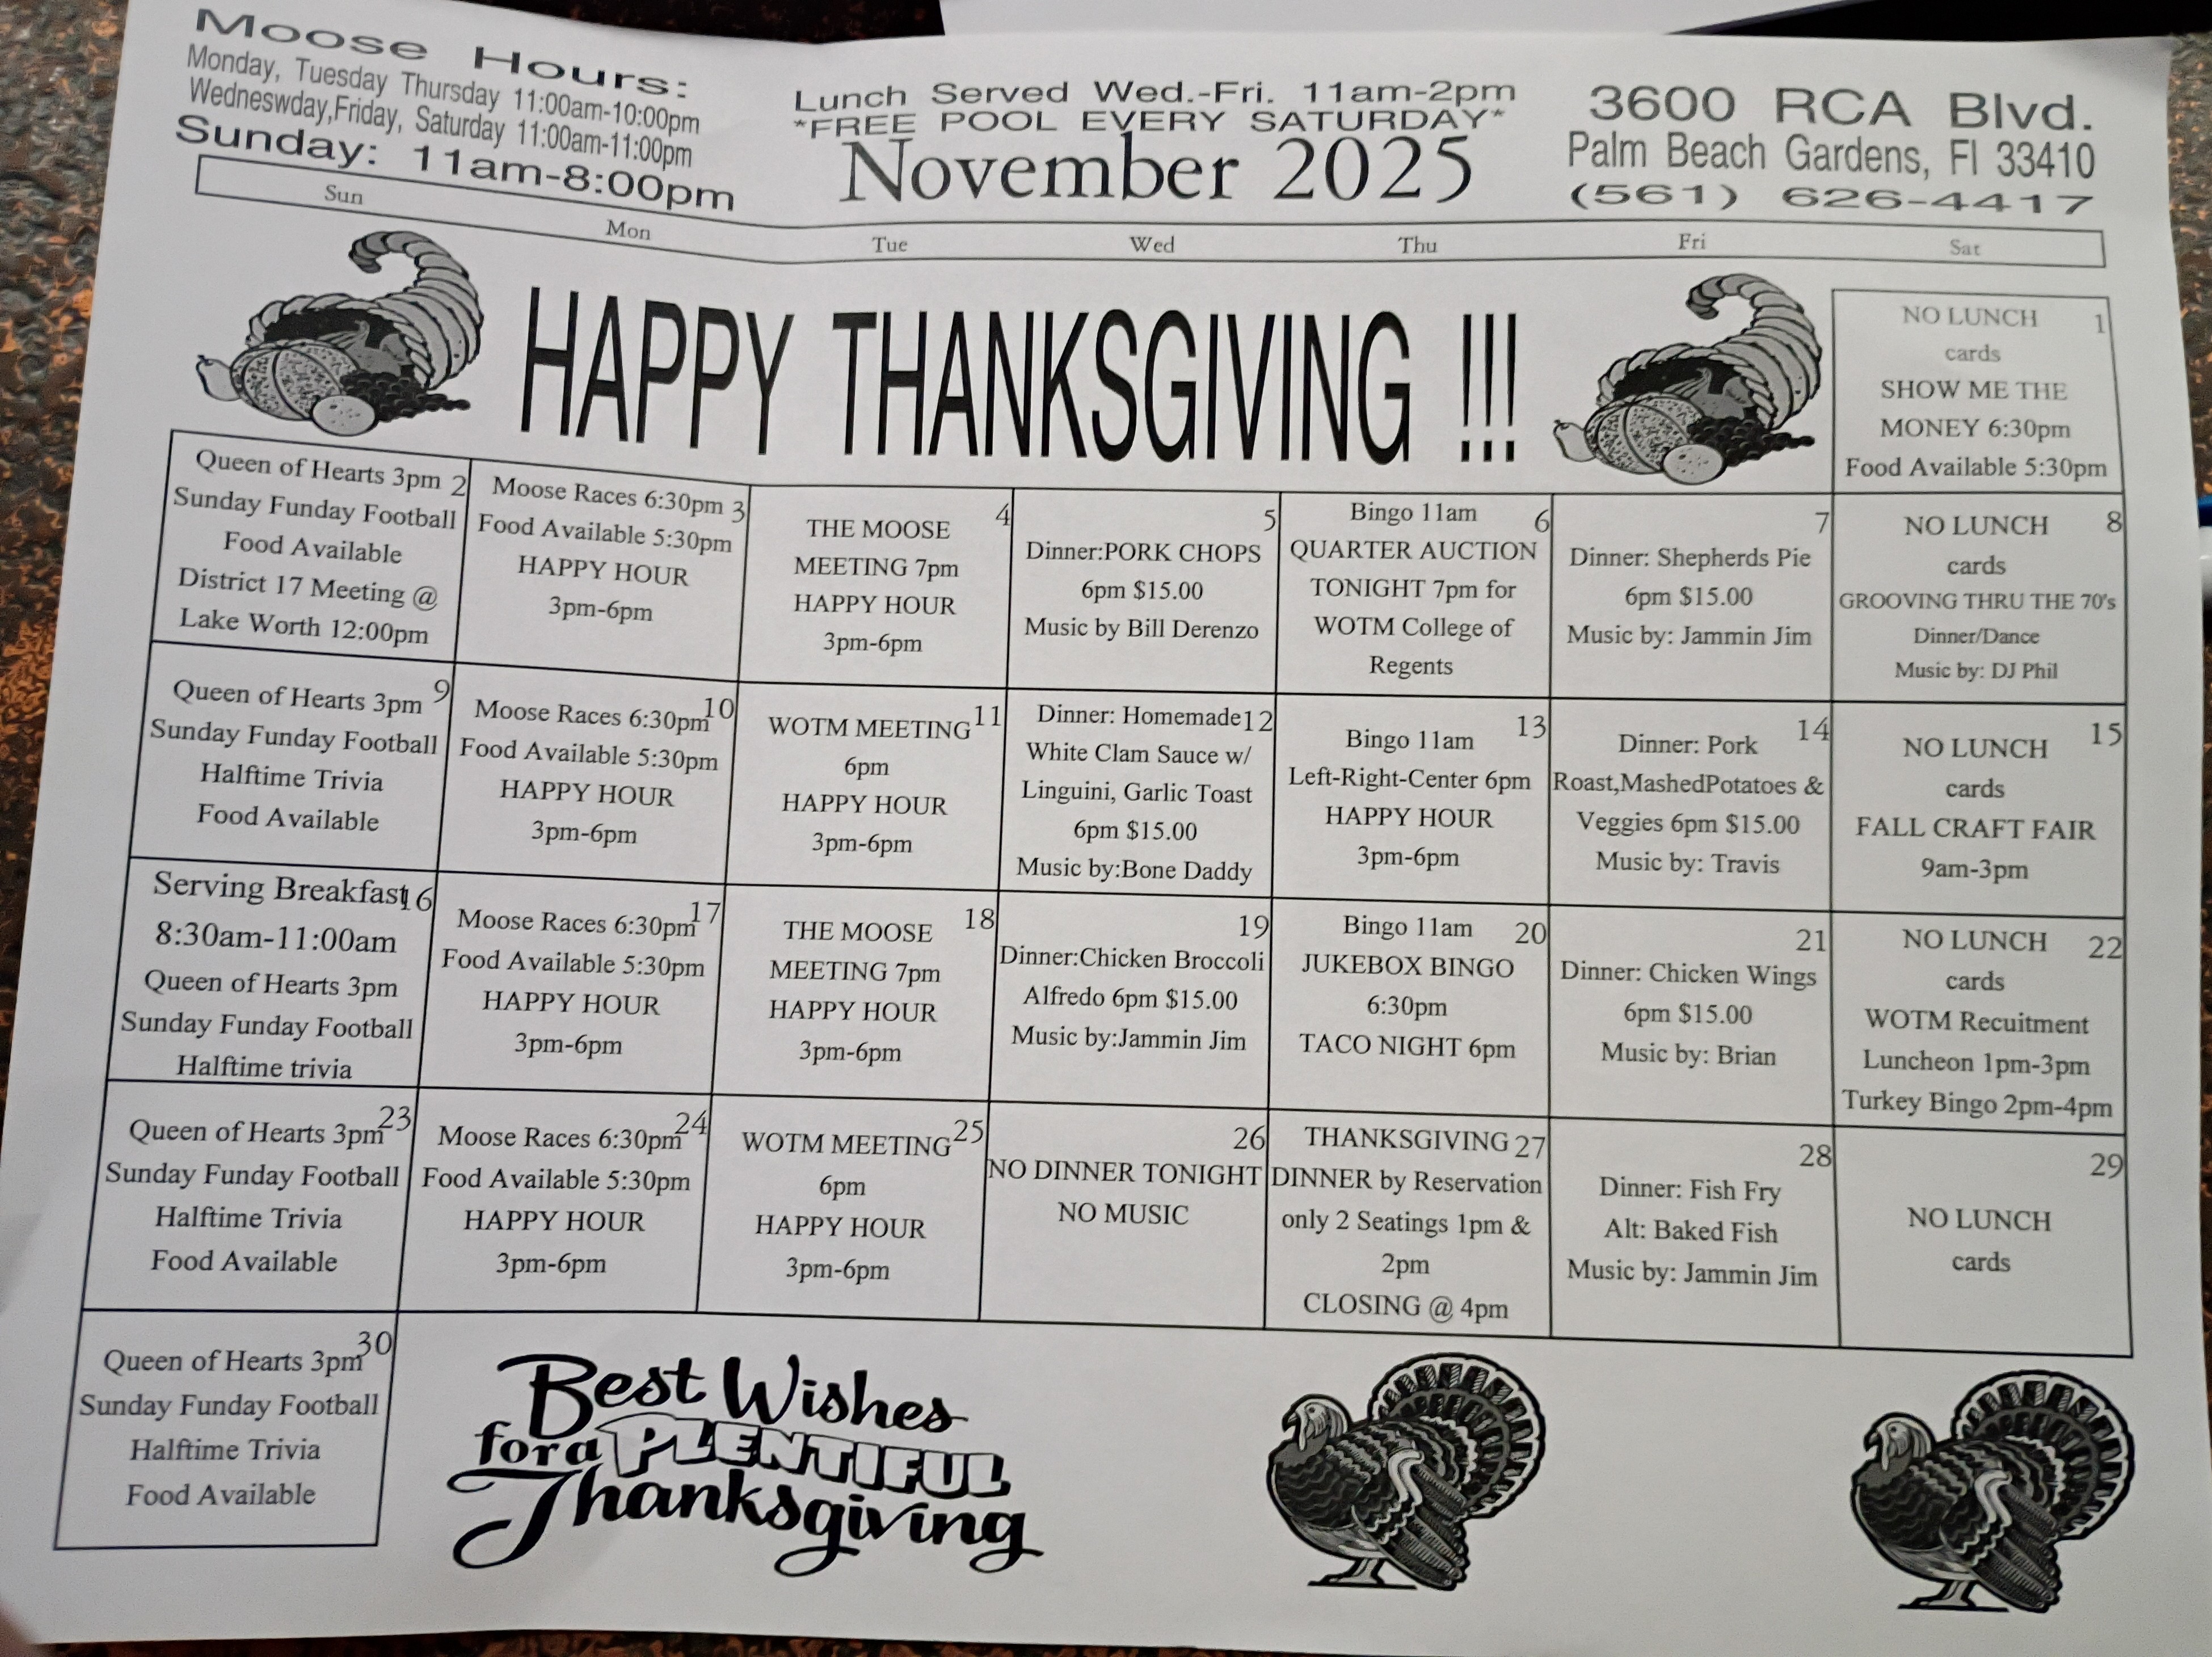 Moose Hours:
Monday, Tuesday Thursday 11:00am-10:00pm
Wedneswday,Friday, Saturday 11:00am-11:00pm
Sunday: 11am-8:00pm
Lunch Served Wed.-Fri. 11am-2pm
*FREE POOL EVERY SATURDAY*
November 2025
3600 RCA Blvd.
Palm Beach Gardens, Fl 33410
(561) 626-4417
Sun
Mon
Tue
Wed
Thu
Fri
Sat
HAPPY THANKSGIVING !!!
NO LUNCH 1
cards
SHOW ME THE
MONEY 6:30pm
Food Available 5:30pm
Queen of Hearts 3pm 2
Sunday Funday Football
Food Available
District 17 Meeting @
Lake Worth 12:00pm
Moose Races 6:30pm 3
Food Available 5:30pm
HAPPY HOUR
3pm-6pm
4
THE MOOSE
MEETING 7pm
HAPPY HOUR
3pm-6pm
5
Dinner:PORK CHOPS
6pm $15.00
Music by Bill Derenzo
Bingo 11am 6
QUARTER AUCTION
TONIGHT 7pm for
WOTM College of
Regents
7
Dinner: Shepherds Pie
6pm $15.00
Music by: Jammin Jim
NO LUNCH 8
cards
GROOVING THRU THE 70's
Dinner/Dance
Music by: DJ Phil
Queen of Hearts 3pm 9
Sunday Funday Football
Halftime Trivia
Food Available
Moose Races 6:30pm 10
Food Available 5:30pm
HAPPY HOUR
3pm-6pm
WOTM MEETING 11
6pm
HAPPY HOUR
3pm-6pm
Dinner: Homemade 12
White Clam Sauce w/
Linguini, Garlic Toast
6pm $15.00
Music by:Bone Daddy
13
Bingo 11am
Left-Right-Center 6pm
HAPPY HOUR
3pm-6pm
14
Dinner: Pork
Roast,MashedPotatoes &
Veggies 6pm $15.00
Music by: Travis
15
NO LUNCH
cards
FALL CRAFT FAIR
9am-3pm
Serving Breakfast 16
8:30am-11:00am
Queen of Hearts 3pm
Sunday Funday Football
Halftime trivia
Moose Races 6:30pm 17
Food Available 5:30pm
HAPPY HOUR
3pm-6pm
18
THE MOOSE
MEETING 7pm
HAPPY HOUR
3pm-6pm
19
Dinner:Chicken Broccoli
Alfredo 6pm $15.00
Music by:Jammin Jim
Bingo 11am 20
JUKEBOX BINGO
6:30pm
TACO NIGHT 6pm
21
Dinner: Chicken Wings
6pm $15.00
Music by: Brian
NO LUNCH 22
cards
WOTM Recuitment
Luncheon 1pm-3pm
Turkey Bingo 2pm-4pm
Queen of Hearts 3pm 23
Sunday Funday Football
Halftime Trivia
Food Available
Moose Races 6:30pm 24
Food Available 5:30pm
HAPPY HOUR
3pm-6pm
WOTM MEETING 25
6pm
HAPPY HOUR
3pm-6pm
26
NO DINNER TONIGHT
NO MUSIC
THANKSGIVING 27
DINNER by Reservation
only 2 Seatings 1pm &
2pm
CLOSING @ 4pm
28
Dinner: Fish Fry
Alt: Baked Fish
Music by: Jammin Jim
29
NO LUNCH
cards
Queen of Hearts 3pm 30
Sunday Funday Football
Halftime Trivia
Food Available
Best Wishes
for a PLENTIFUL
Thanksgiving